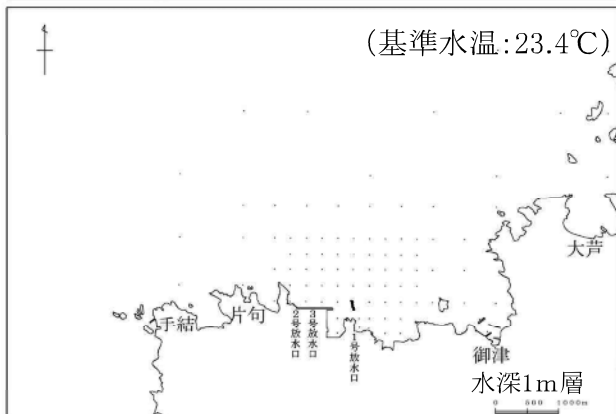 (基準水温:23.4℃)
大芦
手結
片句
2号放水口
3号放水口
1号放水口
御津
水深1m層
0 500 1000m